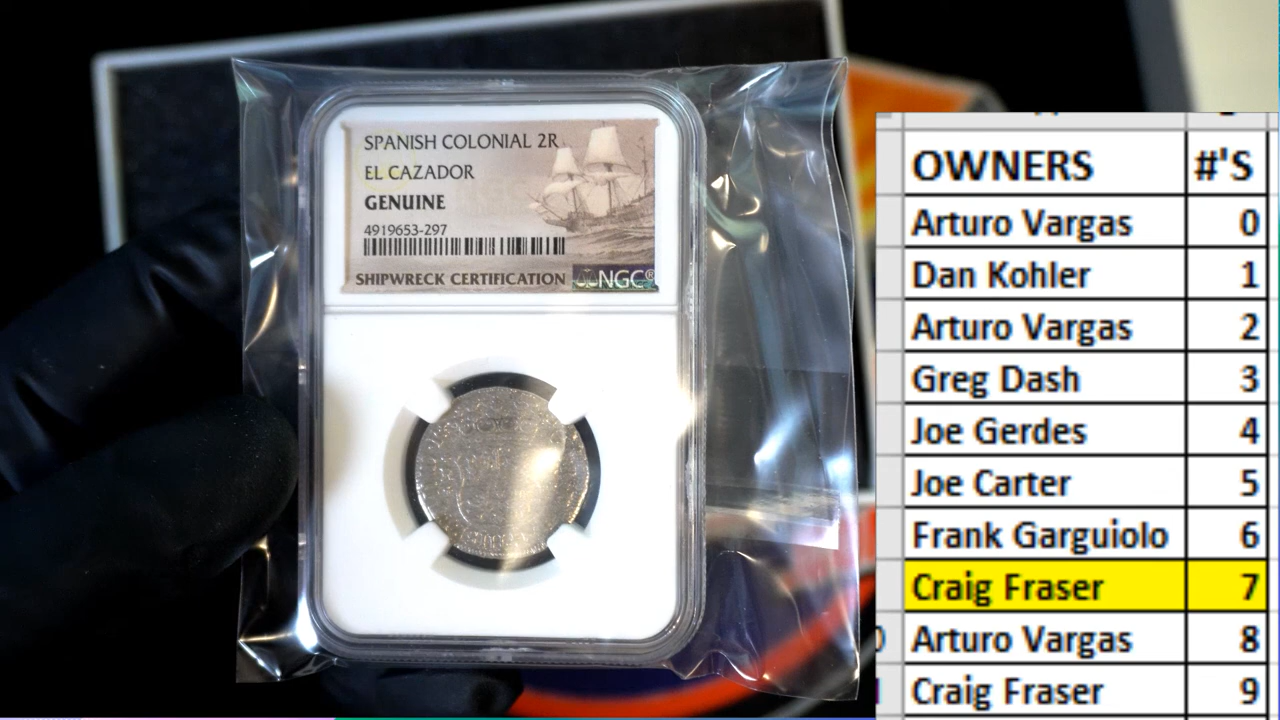 SPANISH COLONIAL 2R
EL CAZADOR
GENUINE
4919653-297
SHIPWRECK CERTIFICATION NGC®
OWNERS #'S
Arturo Vargas 0
Dan Kohler 1
Arturo Vargas 2
Greg Dash 3
Joe Gerdes 4
Joe Carter 5
Frank Garguiolo 6
Craig Fraser 7
Arturo Vargas 8
Craig Fraser 9